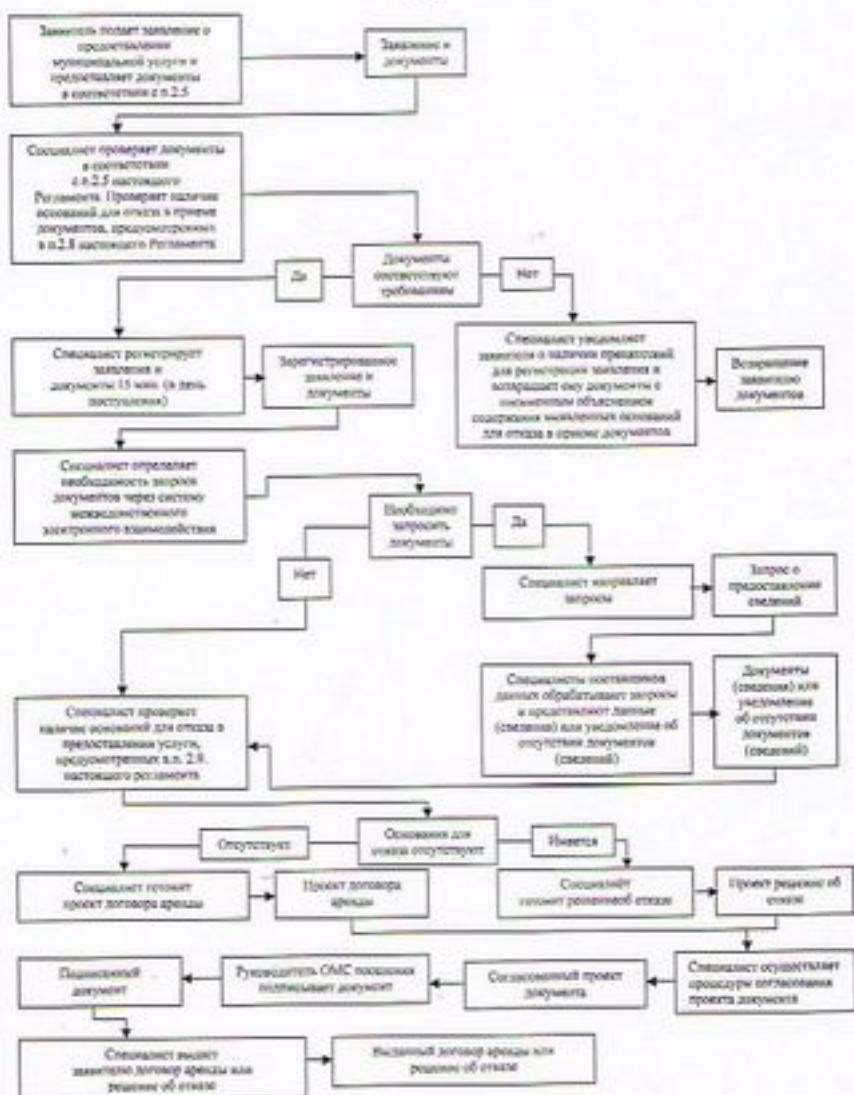 Заявитель подает заявление о
предоставлении
муниципальной услуги и
предоставляет документы
в соответствии с п.2.5
Заявление и
документы
Специалист проверяет документы
в соответствии
с п.2.5 настоящего
Регламента. Проверяет наличие
оснований для отказа в приеме
документов, предусмотренных
в п.2.8 настоящего Регламента
Да
Документы
соответствуют
требованиям
Нет
Специалист регистрирует
заявления и
документы 15 мин. (в день
поступления)
Зарегистрированное
заявление и
документы
Специалист уведомляет
заявителя о наличии препятствий
для регистрации заявления и
возвращает ему документы с
письменным объяснением
содержания выявленных оснований
для отказа в приеме документов
Возвращение
заявителю
документов
Специалист определяет
необходимость запроса
документов через систему
межведомственного
электронного взаимодействия
Необходимо
запросить
документы
Да
Нет
Специалист направляет
запросы
Запрос о
предоставлении
сведений
Специалисты поставщиков
данных обрабатывают запросы
и представляют данные
(сведения) или уведомление об
отсутствии документов
(сведений)
Документы
(сведения) или
уведомление
об отсутствии
документов
(сведений)
Специалист проверяет
наличие оснований для отказа в
предоставлении услуги,
предусмотренных в.п. 2.9.
настоящего регламента
Отсутствуют
Основания для
отказа отсутствуют
Имеется
Специалист готовит
проект договора аренды
Проект договора
аренды
Специалист
готовит решениеоб отказе
Проект решение об
отказе
Подписанный
документ
Руководитель ОМС поселения
подписывает документ
Согласованный проект
документа
Специалист осуществляет
процедуры согласования
проекта документа
Специалист выдает
заявителю договор аренды или
решение об отказе
Выданный договор аренды или
решение об отказе